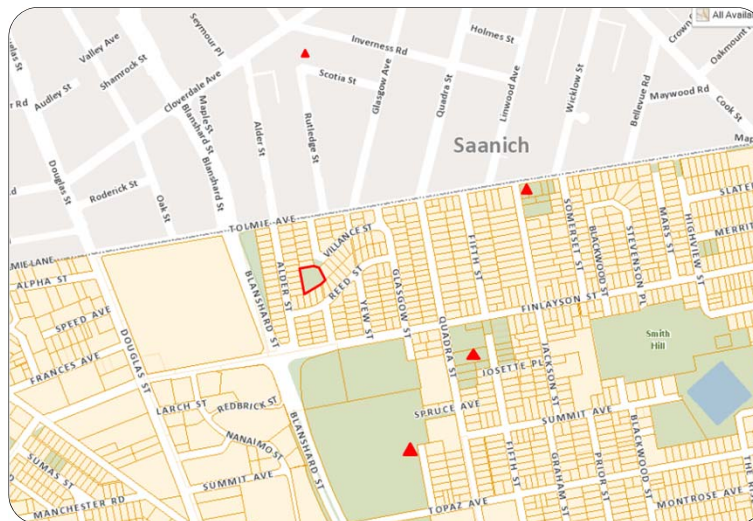 All Availa
Seymour Pl
Valley Ave
Shamrock St
Audley St
Cloverdale Ave
Maple St
Blanshard St
Blanshard St
Alder St
Rutledge St
Scotia St
Inverness Rd
Glasgow Ave
Quadra St
Holmes St
Linwood Ave
Wicklow Ave
Bellevue Rd
Maywood Rd
Cook St
Oakmount
Crown
Saanich
Douglas St
Roderick St
Oak St
TOLMIE AVE
ALPHA ST
SPEED AVE
FRANCES AVE
DOUGLAS ST
BLANSHARD ST
ALDER ST
VILLANCE ST
REED ST
YEW ST
GLASGOW ST
QUADRA ST
FIFTH ST
SOMERSET ST
BLACKWOOD ST
STEVENSON PL
MARS ST
HIGHVIEW ST
SLATER
MERRIT
FINLAYSON ST
Smith
Hill
JACKSON ST
IOSETTE PL
SPRUCE AVE
SUMMIT AVE
LARCH ST
REDBRICK ST
NANAIMO ST
BLANSHARD ST
SUMAS ST
SUMMIT AVE
MANCHESTER RD
FIFTH ST
GRAHAM ST
PRIOR ST
BLACKWOOD ST
TOPAZ AVE
MONTROSE AVE